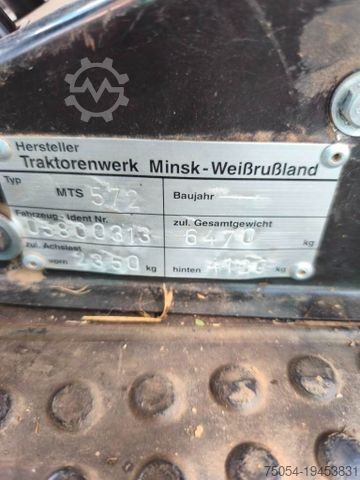 Hersteller
Traktorenwerk Minsk-Weißrußland
Typ MTS 572 Baujahr
Fahrzeug-Ident Nr. zul. Gesamtgewicht
05800313 6470 kg
zul. Achslast
vorn 2350 kg hinten kg
75054-19453831